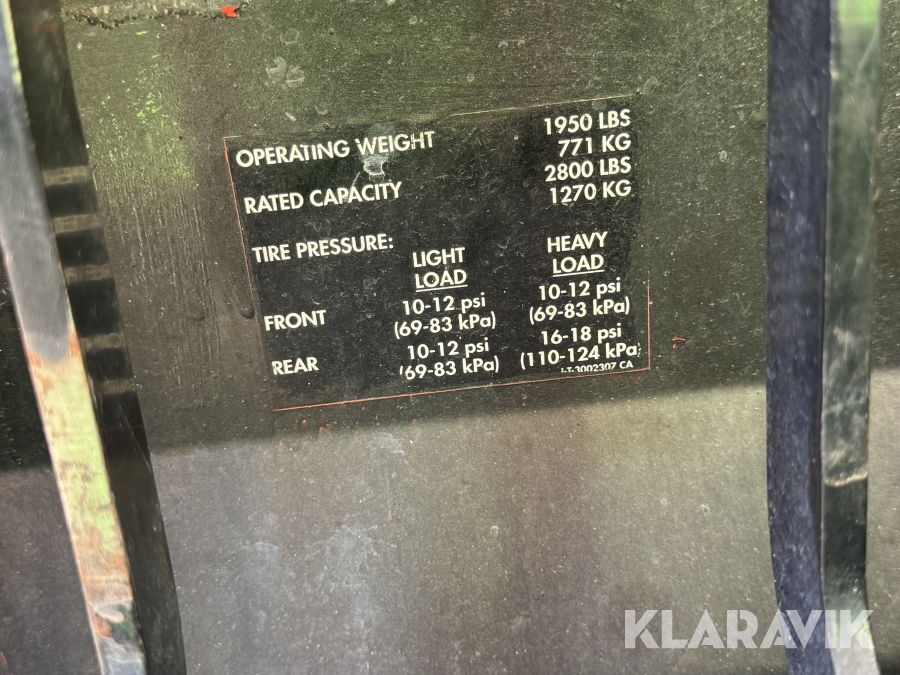 OPERATING WEIGHT 1950 LBS
771 KG
RATED CAPACITY 2800 LBS
1270 KG
TIRE PRESSURE:
LIGHT LOAD HEAVY LOAD
FRONT 10-12 psi 10-12 psi
(69-83 kPa) (69-83 kPa)
REAR 10-12 psi 16-18 psi
(69-83 kPa) (110-124 kPa)
-T-3002307 CA
KLARAVIK